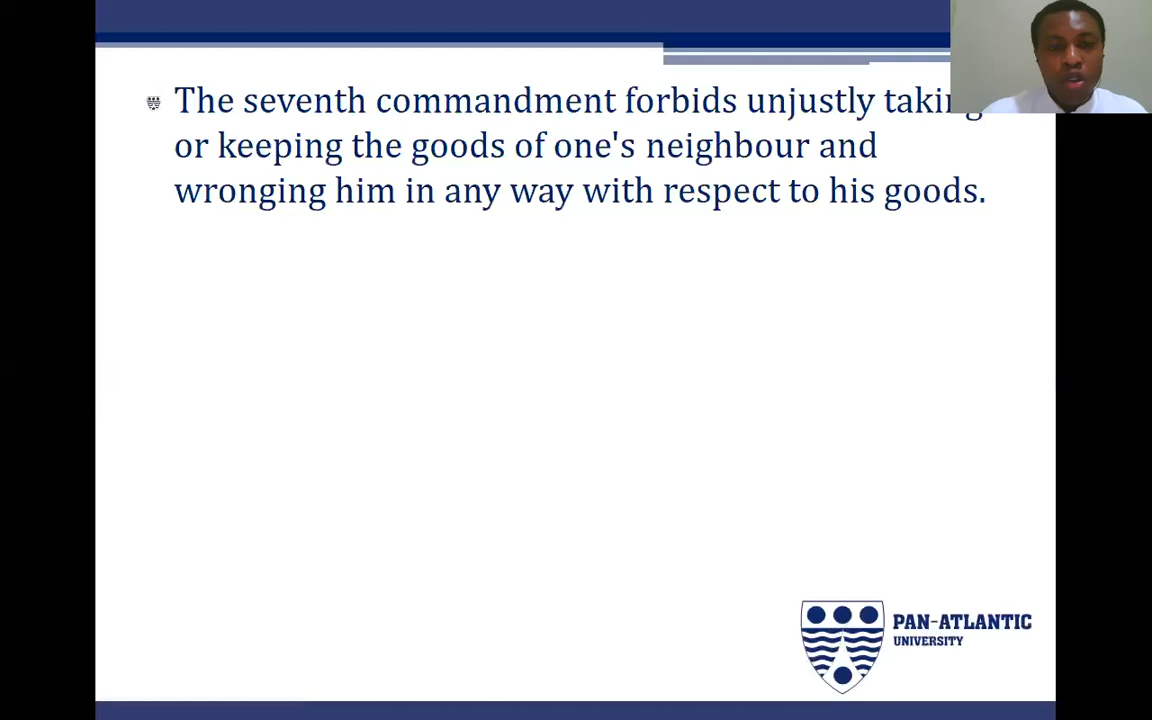 The seventh commandment forbids unjustly taking
or keeping the goods of one's neighbour and
wronging him in any way with respect to his goods.
PAN-ATLANTIC
UNIVERSITY